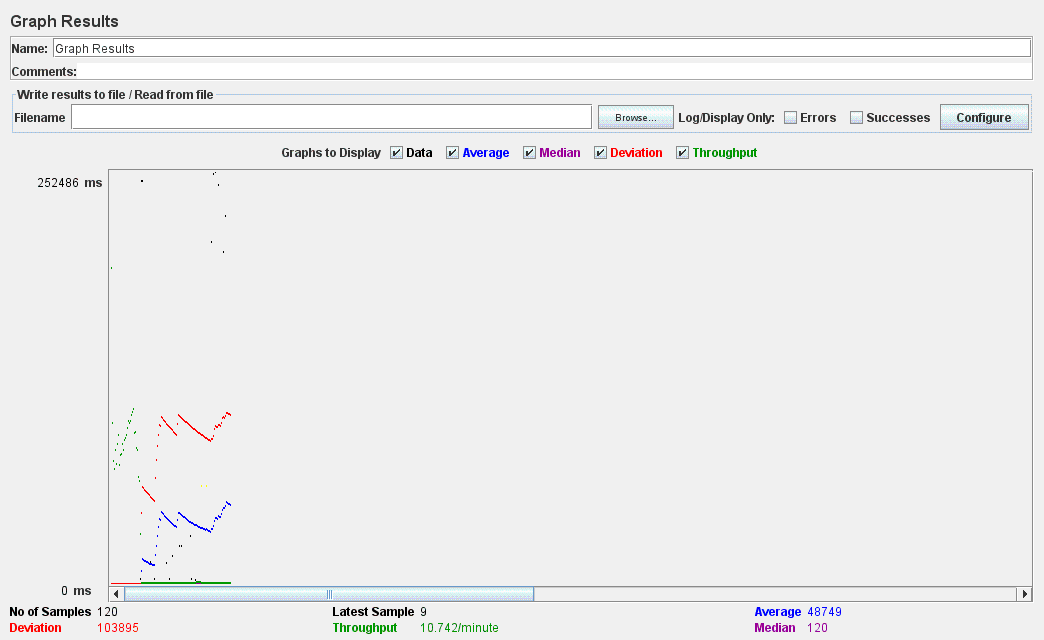 Graph Results
Name: Graph Results
Comments:
Write results to file / Read from file
Filename Browse... Log/Display Only: Errors Successes Configure
Graphs to Display Data Average Median Deviation Throughput
252486 ms
0 ms
No of Samples 120 Latest Sample 9 Average 48749
Deviation 103895 Throughput 10.742/minute Median 120